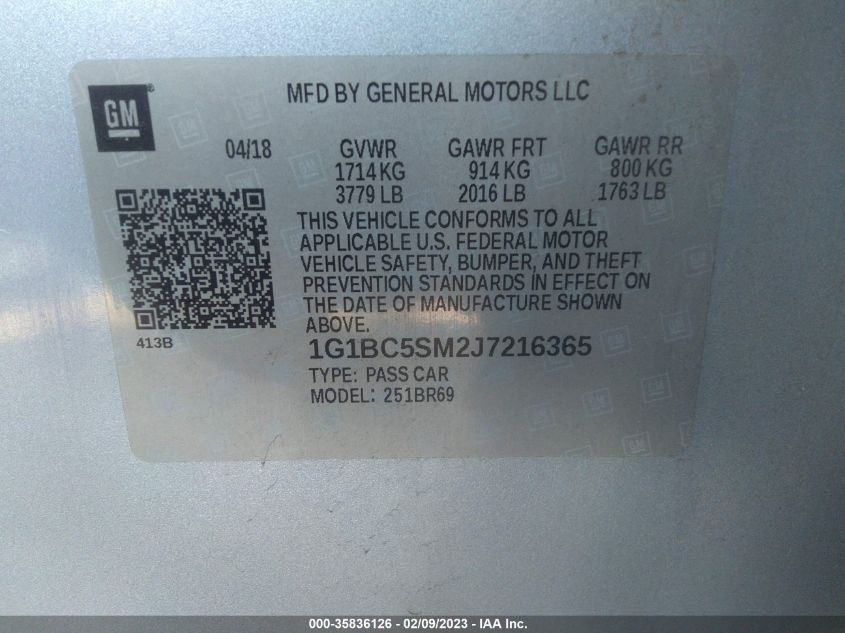 GM
MFD BY GENERAL MOTORS LLC
04/18 GVWR GAWR FRT GAWR RR
1714 KG 914 KG 800 KG
3779 LB 2016 LB 1763 LB
THIS VEHICLE CONFORMS TO ALL
APPLICABLE U.S. FEDERAL MOTOR
VEHICLE SAFETY, BUMPER, AND THEFT
PREVENTION STANDARDS IN EFFECT ON
THE DATE OF MANUFACTURE SHOWN
ABOVE.
413B
1G1BC5SM2J7216365
TYPE: PASS CAR
MODEL: 251BR69
000-35836126 - 02/09/2023 - IAA Inc.